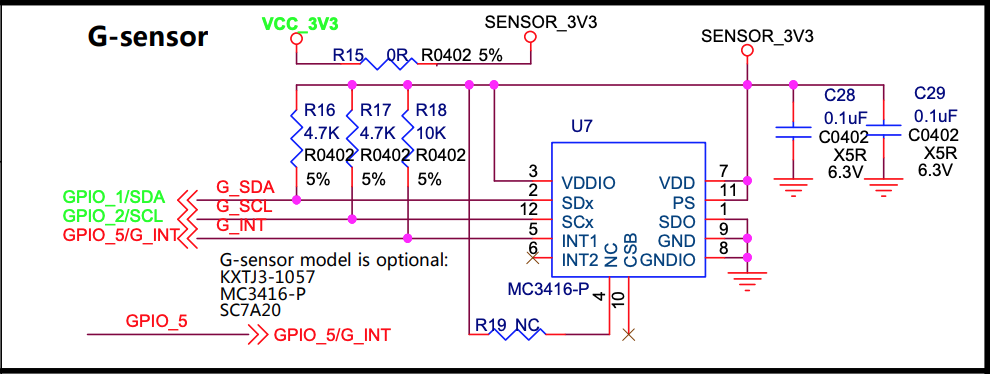 G-sensor
VCC_3V3
SENSOR_3V3
SENSOR_3V3
R15 0R R0402 5%
R16
4.7K
R0402
5%
R17
4.7K
R0402
5%
R18
10K
R0402
5%
C28
0.1uF
C0402
X5R
6.3V
C29
0.1uF
C0402
X5R
6.3V
U7
3 VDDIO VDD 7
2 SDx PS 11
12 SCx SDO 1
5 INT1 GND 9
6 INT2 GNDIO 8
NC 4
CSB 10
MC3416-P
GPIO_1/SDA G_SDA
GPIO_2/SCL G_SCL
GPIO_5/G_INT G_INT
G-sensor model is optional:
KXTJ3-1057
MC3416-P
SC7A20
R19 NC
GPIO_5 GPIO_5/G_INT